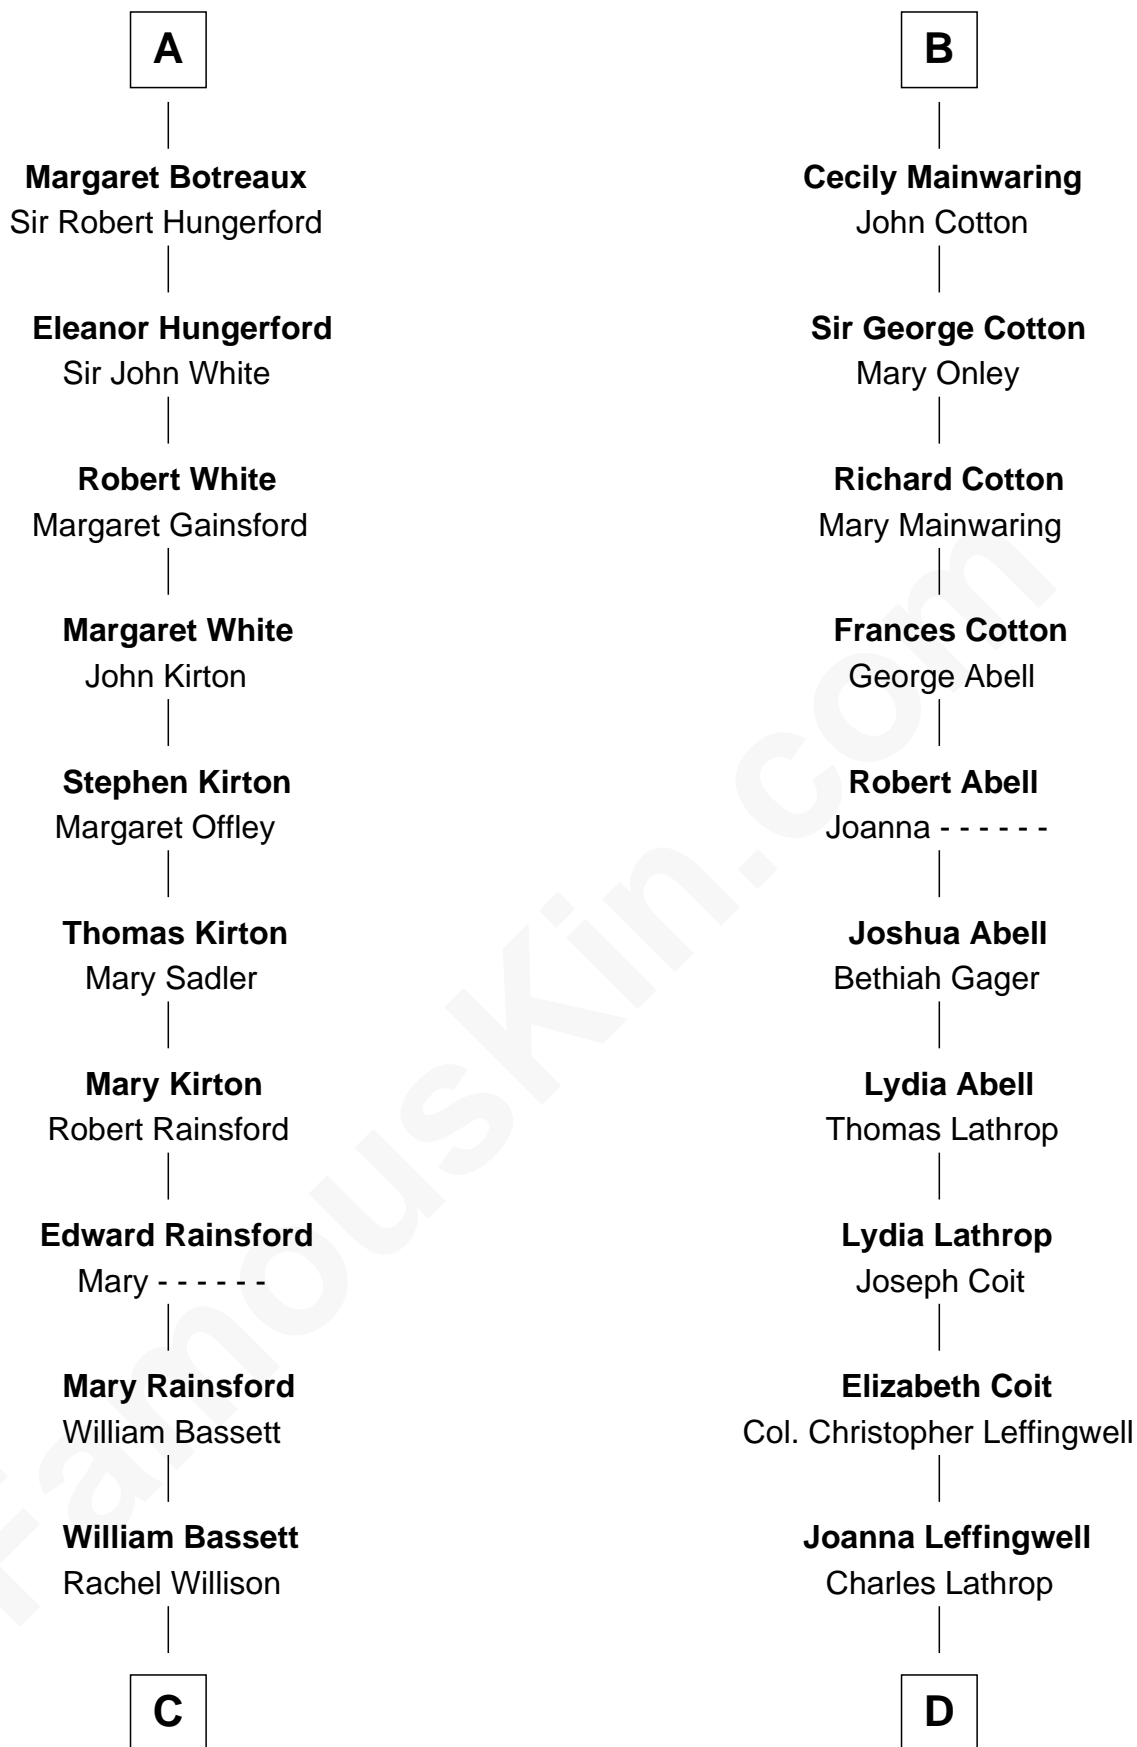 A
Margaret Botreaux
Sir Robert Hungerford
Eleanor Hungerford
Sir John White
Robert White
Margaret Gainsford
Margaret White
John Kirton
Stephen Kirton
Margaret Offley
Thomas Kirton
Mary Sadler
Mary Kirton
Robert Rainsford
Edward Rainsford
Mary - - - - - -
Mary Rainsford
William Bassett
William Bassett
Rachel Willison
C
B
Cecily Mainwaring
John Cotton
Sir George Cotton
Mary Onley
Richard Cotton
Mary Mainwaring
Frances Cotton
George Abell
Robert Abell
Joanna - - - - - -
Joshua Abell
Bethiah Gager
Lydia Abell
Thomas Lathrop
Lydia Lathrop
Joseph Coit
Elizabeth Coit
Col. Christopher Leffingwell
Joanna Leffingwell
Charles Lathrop
D
FamousKin.com